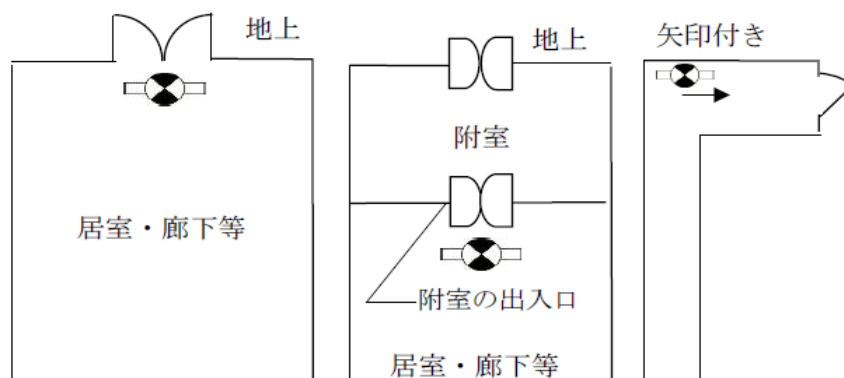 地上
居室・廊下等
地上
附室
附室の出入口
居室・廊下等
矢印付き